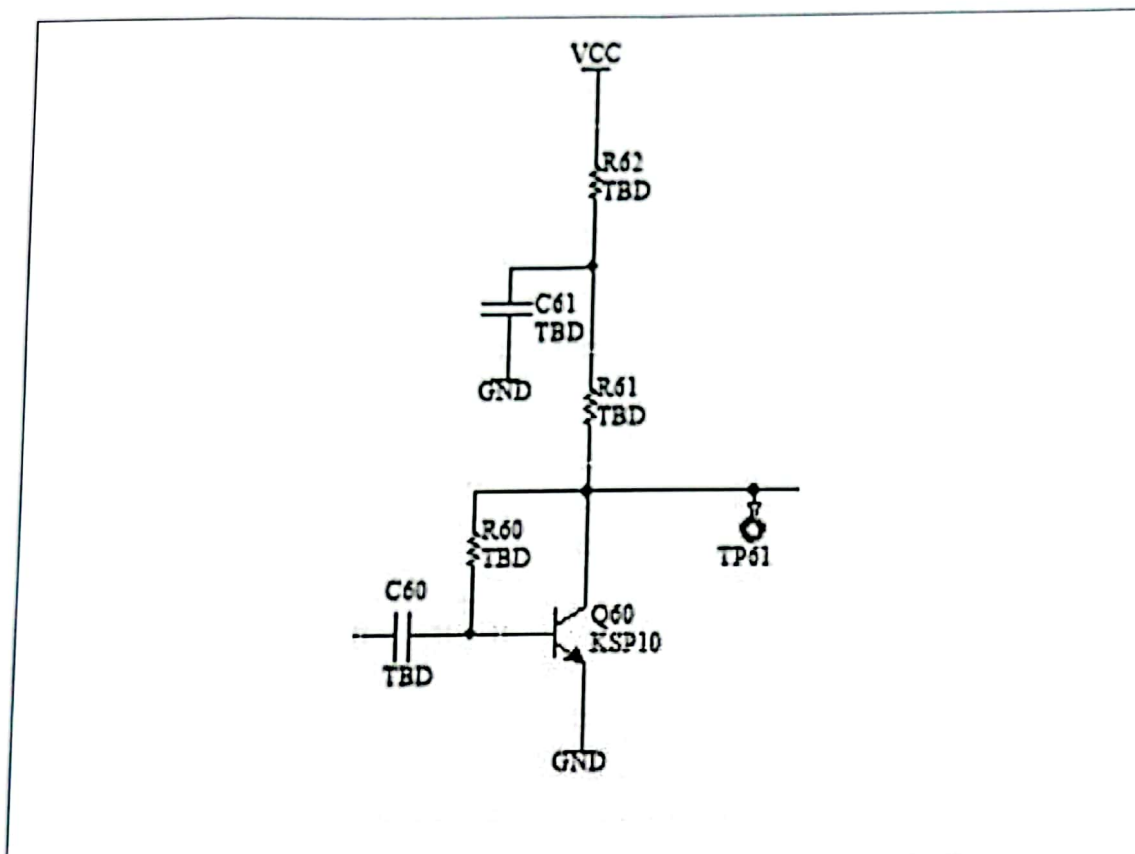 VCC
R62
TBD
C61
TBD
GND
R61
TBD
R60
TBD
TP61
C60
TBD
Q60
KSP10
GND